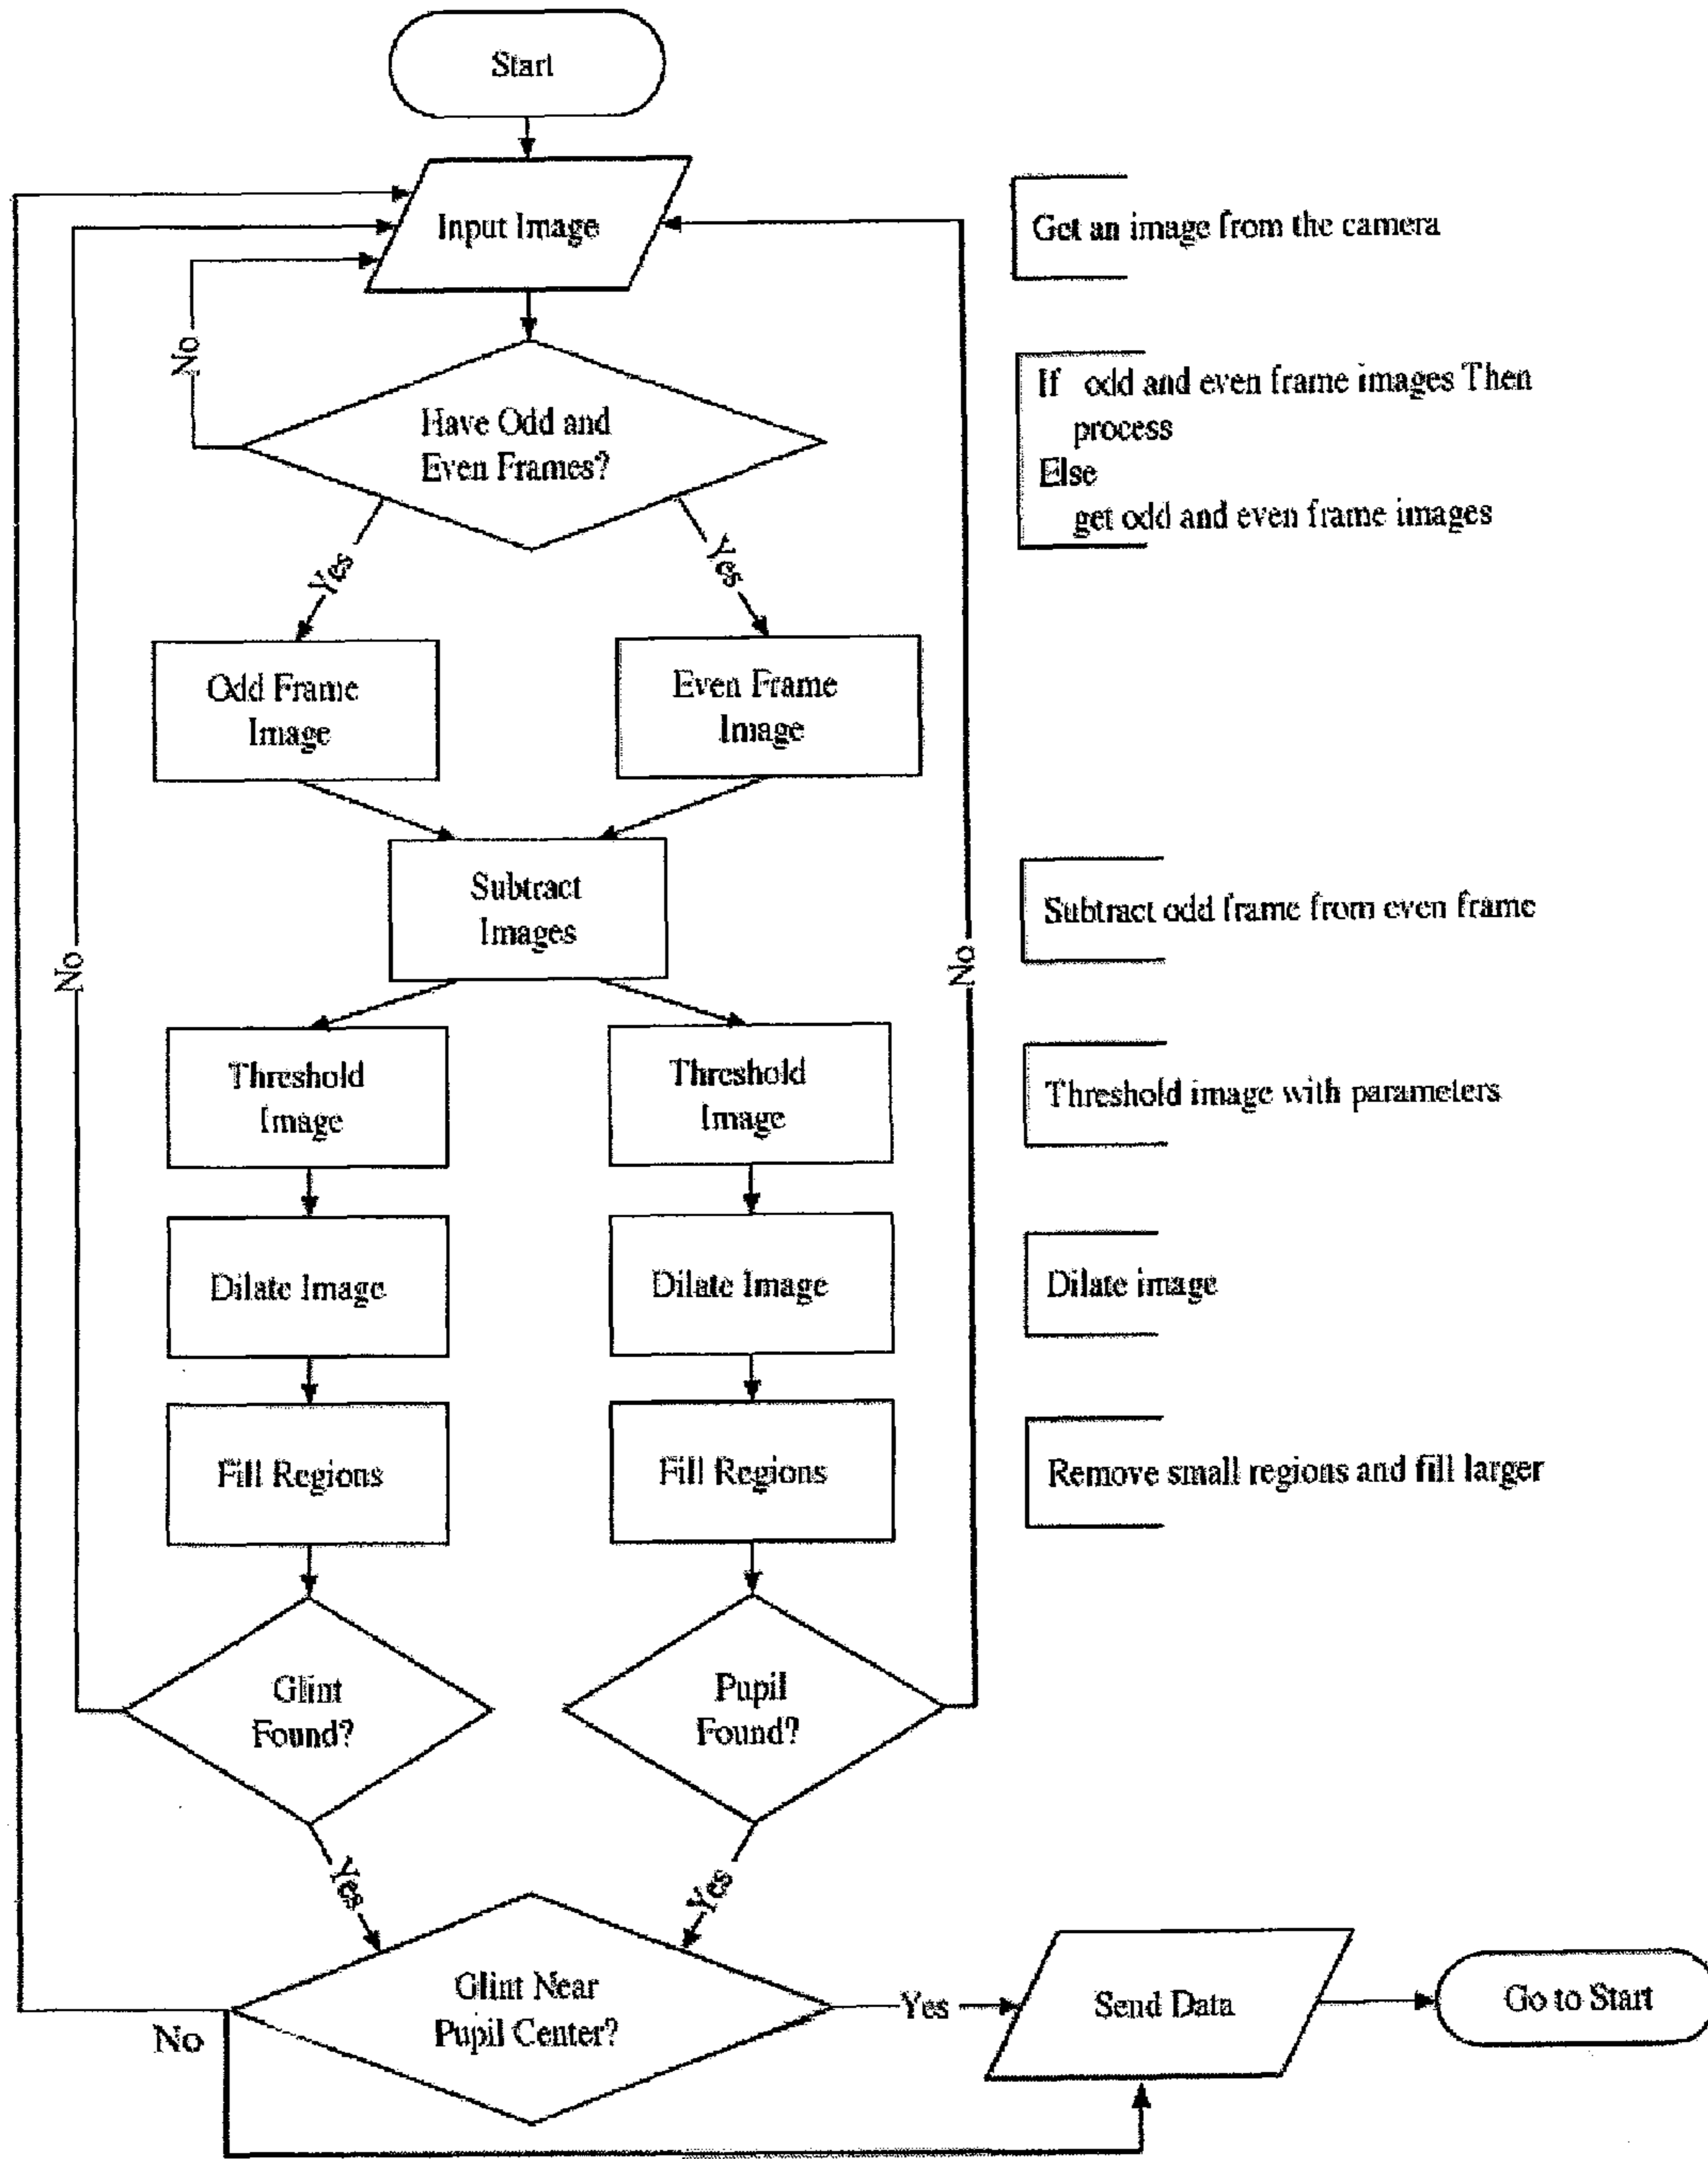 Start
Input Image
Get an image from the camera
No
Have Odd and
Even Frames?
If odd and even frame images Then
process
Else
get odd and even frame images
Yes
Yes
Odd Frame
Image
Even Frame
Image
Subtract
Images
Subtract odd frame from even frame
No
No
Threshold
Image
Threshold
Image
Threshold image with parameters
Dilate Image
Dilate Image
Dilate image
Fill Regions
Fill Regions
Remove small regions and fill larger
Glint
Found?
Pupil
Found?
Yes
Yes
Glint Near
Pupil Center?
No
Yes
Send Data
Go to Start